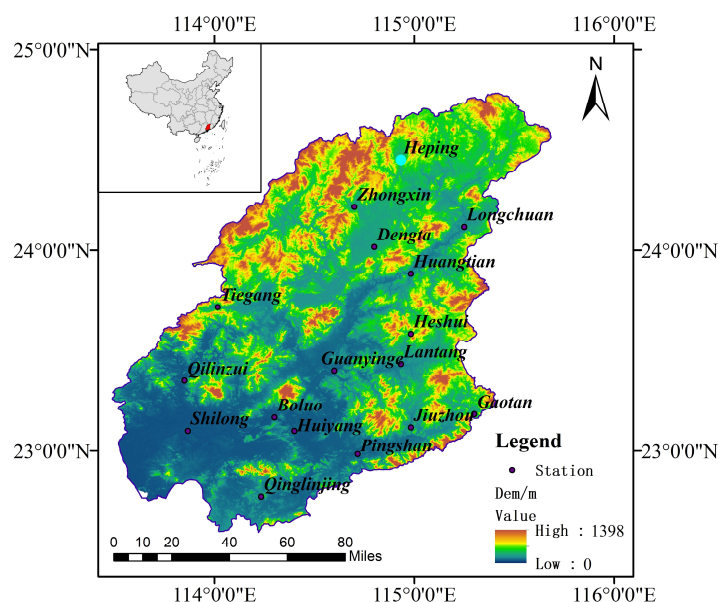 114°0'0"E 115°0'0"E 116°0'0"E
25°0'0"N
N
Heping
Zhongxin
Longchuan
Dengta
24°0'0"N 24°0'0"N
Huangtian
Tiegang
Heshui
Lantang
Guanyinge
Qilinzui
Gaotan
Boluo
Jiuzhou
Shilong
Huiyang
23°0'0"N 23°0'0"N
Pingshan
Qinglinjing
Legend
Station
Dem/m
Value
High : 1398
Low : 0
0 10 20 40 60 80
Miles
114°0'0"E 115°0'0"E 116°0'0"E